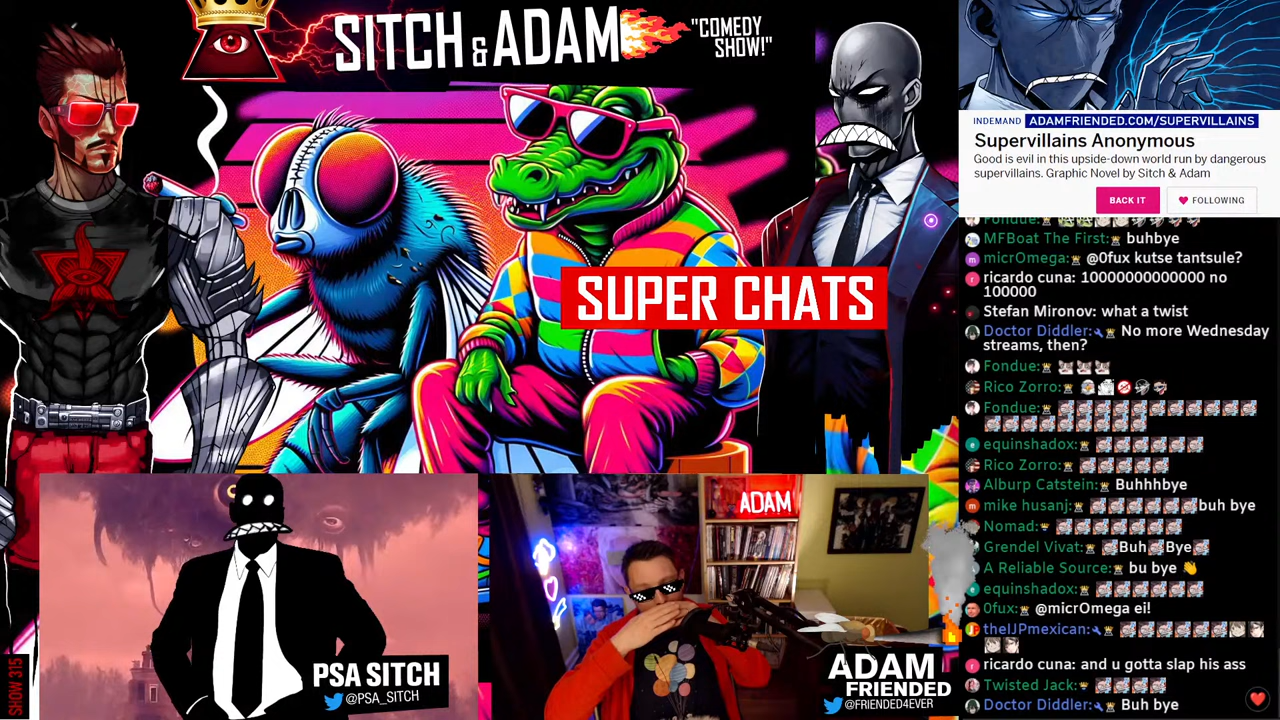 SITCH & ADAM
"COMEDY
SHOW!"
SUPER CHATS
ADAM
PSA SITCH
@PSA_SITCH
ADAM
FRIENDED
@FRIENDED4EVER
SHOW 315
INDEMAND ADAMFRIENDED.COM/SUPERVILLAINS
Supervillains Anonymous
Good is evil in this upside-down world run by dangerous
supervillains. Graphic Novel by Sitch & Adam
BACK IT
FOLLOWING
Fondue:
MFBoat The First: buhbye
micrOmega: @0fux kutse tantsule?
ricardo cuna: 10000000000000 no
100000
Stefan Mironov: what a twist
Doctor Diddler: No more Wednesday
streams, then?
Fondue:
Rico Zorro:
Fondue:
equinshadox:
Rico Zorro:
Alburp Catstein: Buhhhbye
mike husanj: buh bye
Nomad:
Grendel Vivat: Buh Bye
A Reliable Source: bu bye 👋
equinshadox:
0fux: @micrOmega ei!
theIJPmexican:
ricardo cuna: and u gotta slap his ass
Twisted Jack:
Doctor Diddler: Buh bye